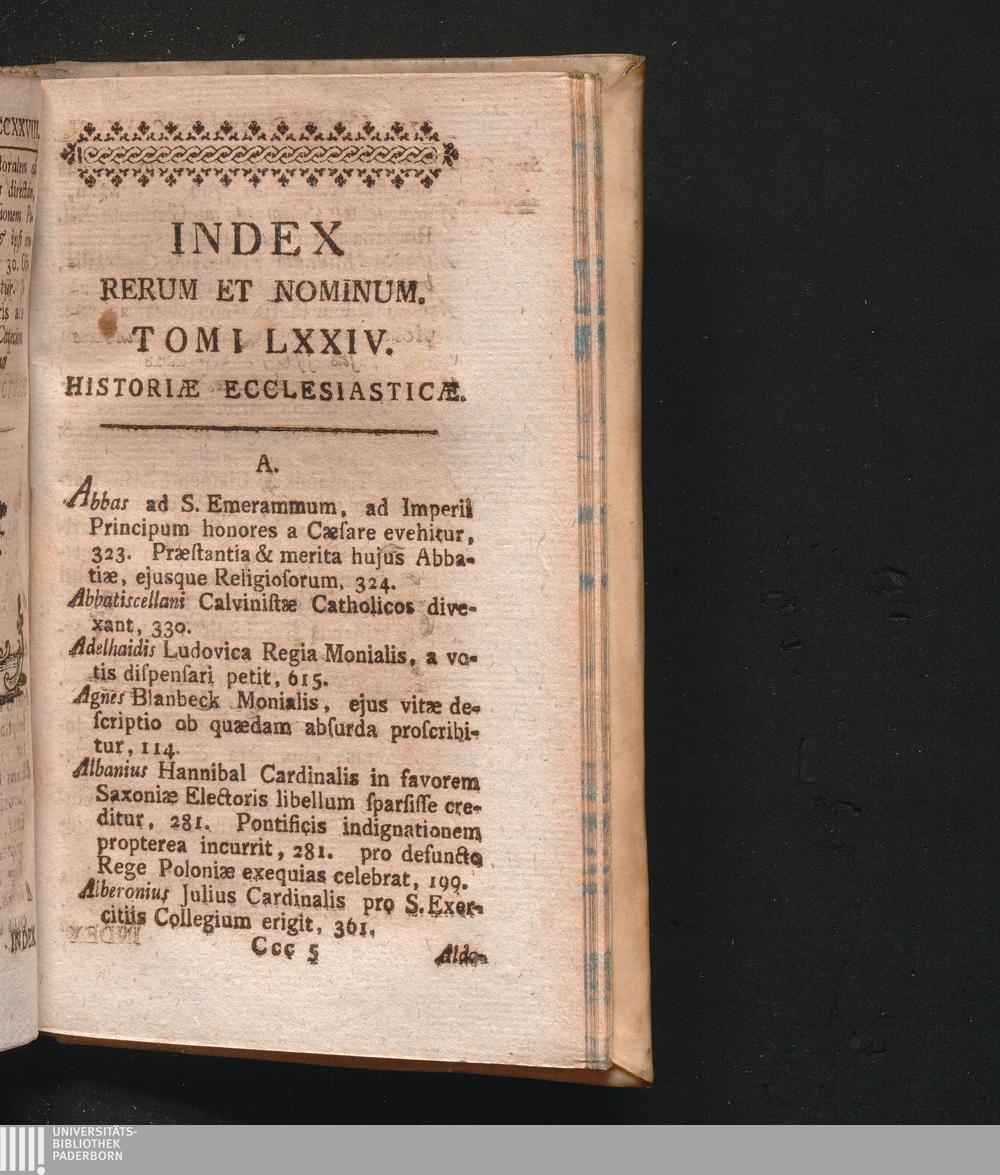 INDEX
RERUM ET NOMINUM.
TOMI LXXIV.
HISTORIÆ ECCLESIASTICÆ.
A.
Abbas ad S. Emerammum, ad Imperii
Principum honores a Cæsare evehitur,
323. Præſtantia & merita hujus Abba-
tiæ, ejusque Religioſorum, 324.
Abbatiscellani Calviniſtæ Catholicos dive-
xant, 330.
Adelhaidis Ludovica Regia Monialis, a vo-
tis diſpenſari petit, 615.
Agnes Blanbeck Monialis, ejus vitæ de-
ſcriptio ob quædam abſurda proſcribi-
tur, 114.
Albanius Hannibal Cardinalis in favorem
Saxoniæ Electoris libellum ſparſiſſe cre-
ditur, 281. Pontificis indignationem
propterea incurrit, 281. pro defuncto
Rege Poloniæ exequias celebrat, 199.
Alberonius Julius Cardinalis pro S. Exer-
citiis Collegium erigit, 361.
Ccc 5 Aldo-
UNIVERSITÄTS-
BIBLIOTHEK
PADERBORN